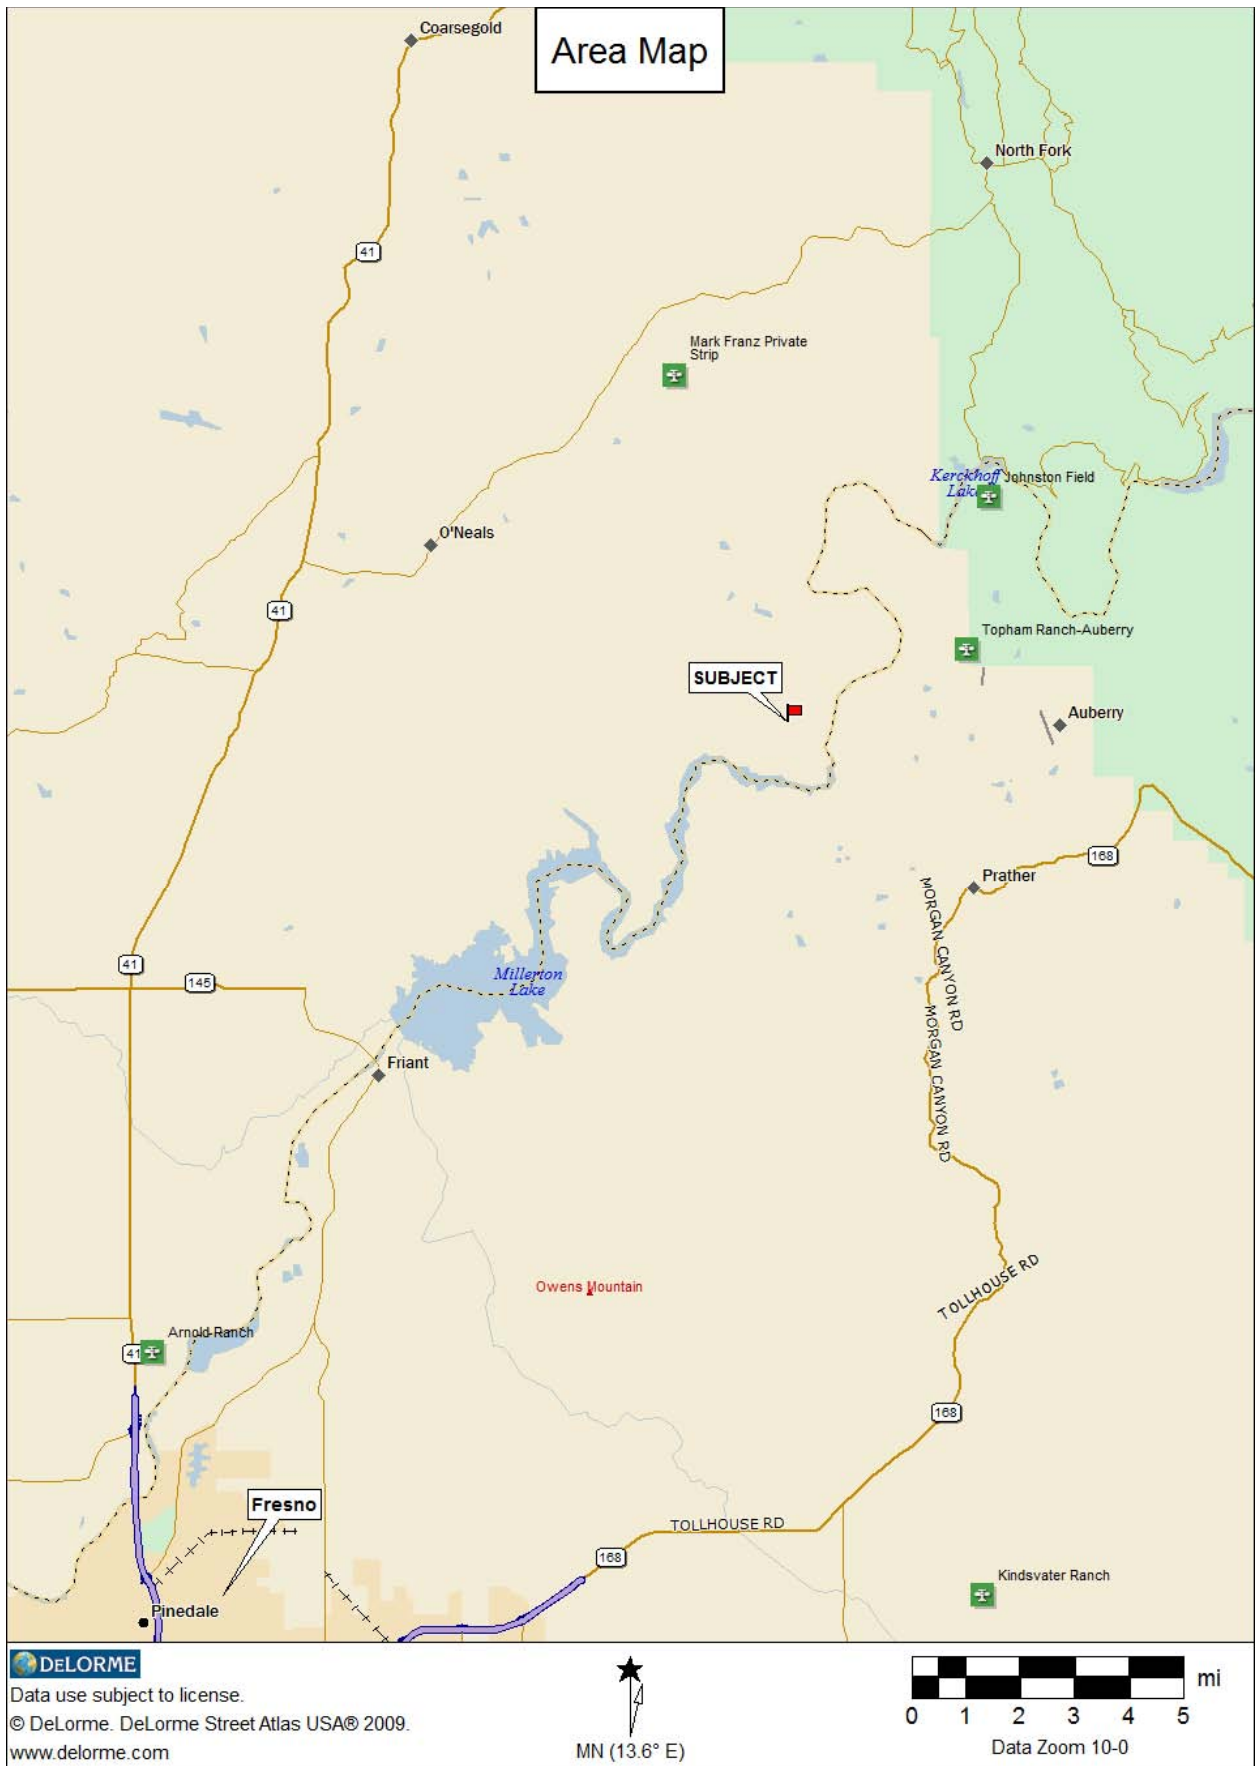 Area Map
Coarsegold
North Fork
41
Mark Franz Private
Strip
Kerckhoff
Lake
Johnston Field
O'Neals
41
Topham Ranch-Auberry
SUBJECT
Auberry
168
Prather
MORGAN CANYON RD
41
145
Millerton
Lake
MORGAN CANYON RD
Friant
Owens Mountain
TOLLHOUSE RD
Arnold Ranch
41
168
Fresno
TOLLHOUSE RD
168
Kindsvater Ranch
Pinedale
DELORME
Data use subject to license.
© DeLorme. DeLorme Street Atlas USA® 2009.
www.delorme.com
MN (13.6° E)
mi
0 1 2 3 4 5
Data Zoom 10-0